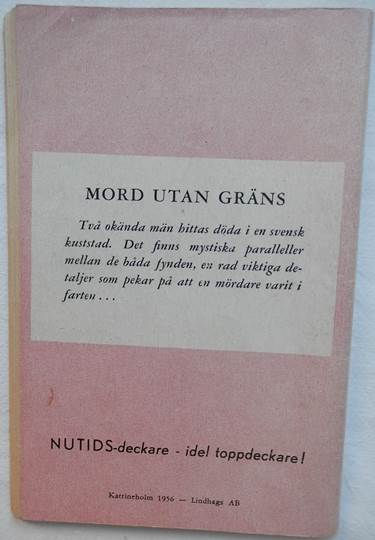 MORD UTAN GRÄNS
Två okända män hittas döda i en svensk
kuststad. Det finns mystiska paralleller
mellan de båda fynden, en rad viktiga de-
taljer som pekar på att en mördare varit i
farten . . .
NUTIDS-deckare - idel toppdeckare!
Katrineholm 1956 — Lindhags AB